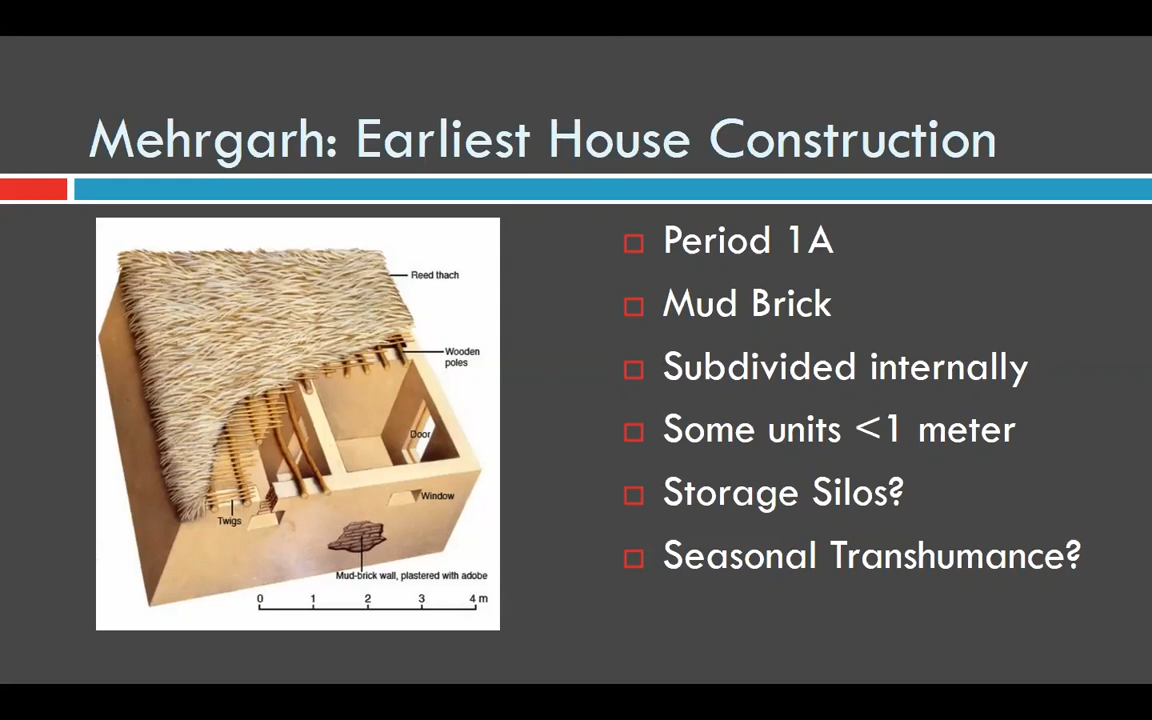 Mehrgarh: Earliest House Construction
Reed thach
Wooden
poles
Door
Window
Twigs
Mud-brick wall, plastered with adobe
0 1 2 3 4 m
Period 1A
Mud Brick
Subdivided internally
Some units <1 meter
Storage Silos?
Seasonal Transhumance?